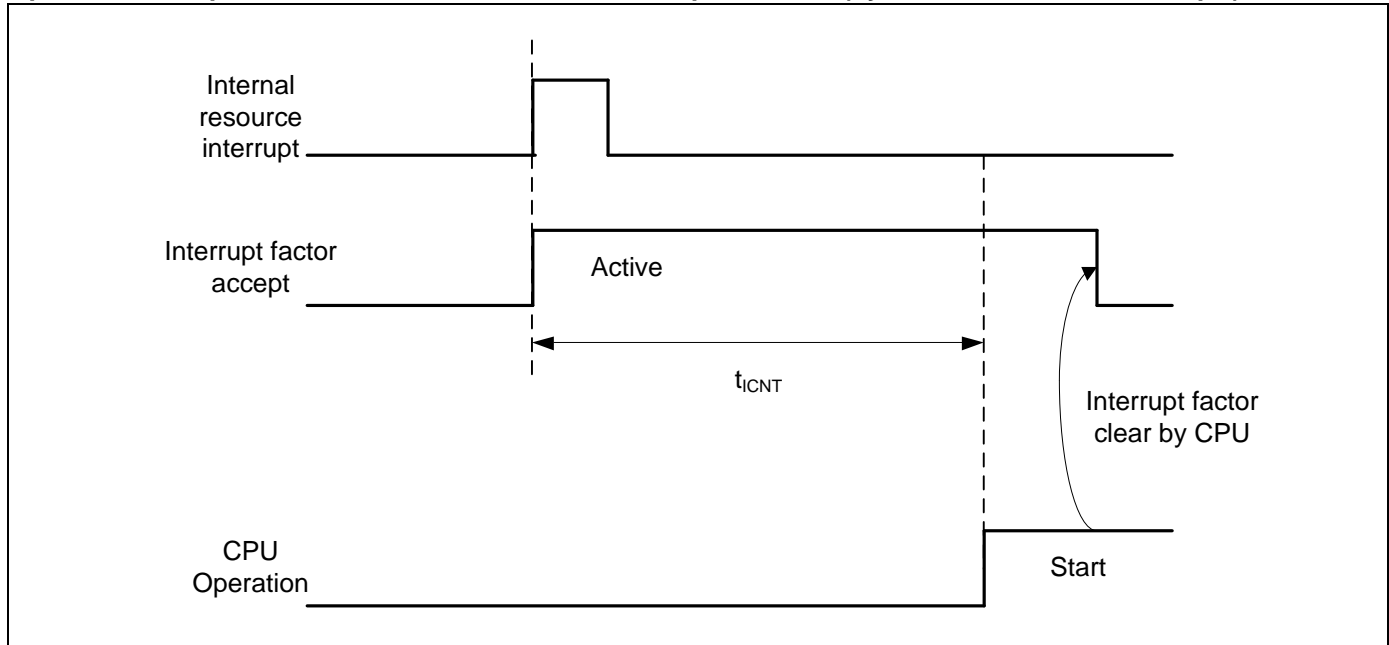 Internal
resource
interrupt
Interrupt factor
accept
Active
tICNT
Interrupt factor
clear by CPU
CPU
Operation
Start